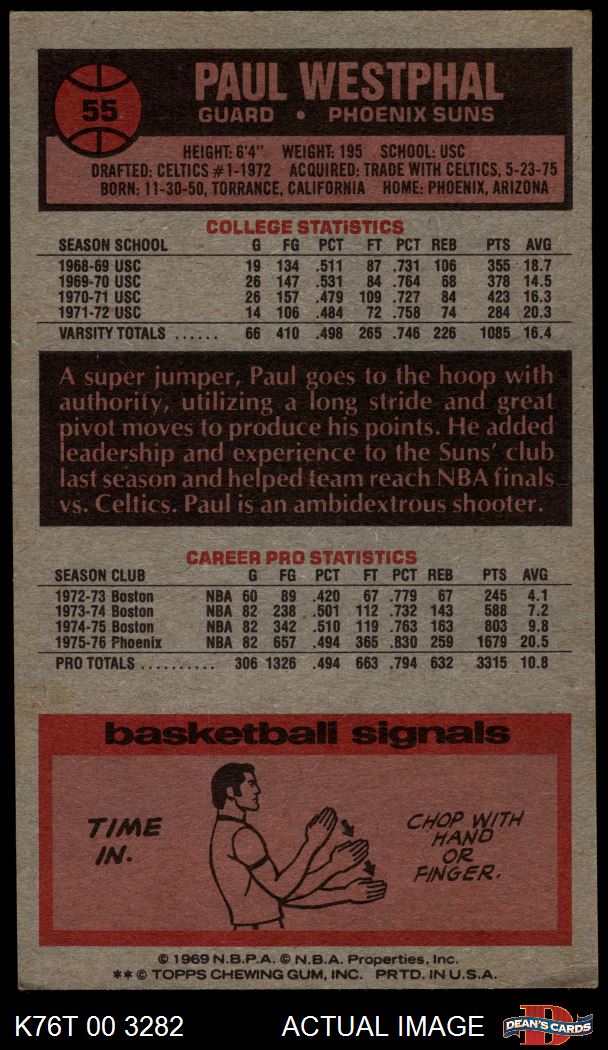 55
PAUL WESTPHAL
GUARD • PHOENIX SUNS
HEIGHT: 6'4" WEIGHT: 195 SCHOOL: USC
DRAFTED: CELTICS #1-1972 ACQUIRED: TRADE WITH CELTICS, 5-23-75
BORN: 11-30-50, TORRANCE, CALIFORNIA HOME: PHOENIX, ARIZONA
COLLEGE STATISTICS
SEASON SCHOOL G FG PCT FT PCT REB PTS AVG
1968-69 USC 19 134 .511 87 .731 106 355 18.7
1969-70 USC 26 147 .531 84 .764 68 378 14.5
1970-71 USC 26 157 .479 109 .727 84 423 16.3
1971-72 USC 14 106 .484 72 .758 74 284 20.3
VARSITY TOTALS ...... 66 410 .498 265 .746 226 1085 16.4
A super jumper, Paul goes to the hoop with
authority, utilizing a long stride and great
pivot moves to produce his points. He added
leadership and experience to the Suns' club
last season and helped team reach NBA finals
vs. Celtics. Paul is an ambidextrous shooter.
CAREER PRO STATISTICS
SEASON CLUB G FG PCT FT PCT REB PTS AVG
1972-73 Boston NBA 60 89 .420 67 .779 67 245 4.1
1973-74 Boston NBA 82 238 .501 112 .732 143 588 7.2
1974-75 Boston NBA 82 342 .510 119 .763 163 803 9.8
1975-76 Phoenix NBA 82 657 .494 365 .830 259 1679 20.5
PRO TOTALS .......... 306 1326 .494 663 .794 632 3315 10.8
basketball signals
TIME
IN.
CHOP WITH
HAND
OR
FINGER.
© 1969 N.B.P.A. © N.B.A. Properties, Inc.
** © TOPPS CHEWING GUM, INC. PRTD. IN U.S.A.
K76T 00 3282 ACTUAL IMAGE
D
DEAN'S CARDS